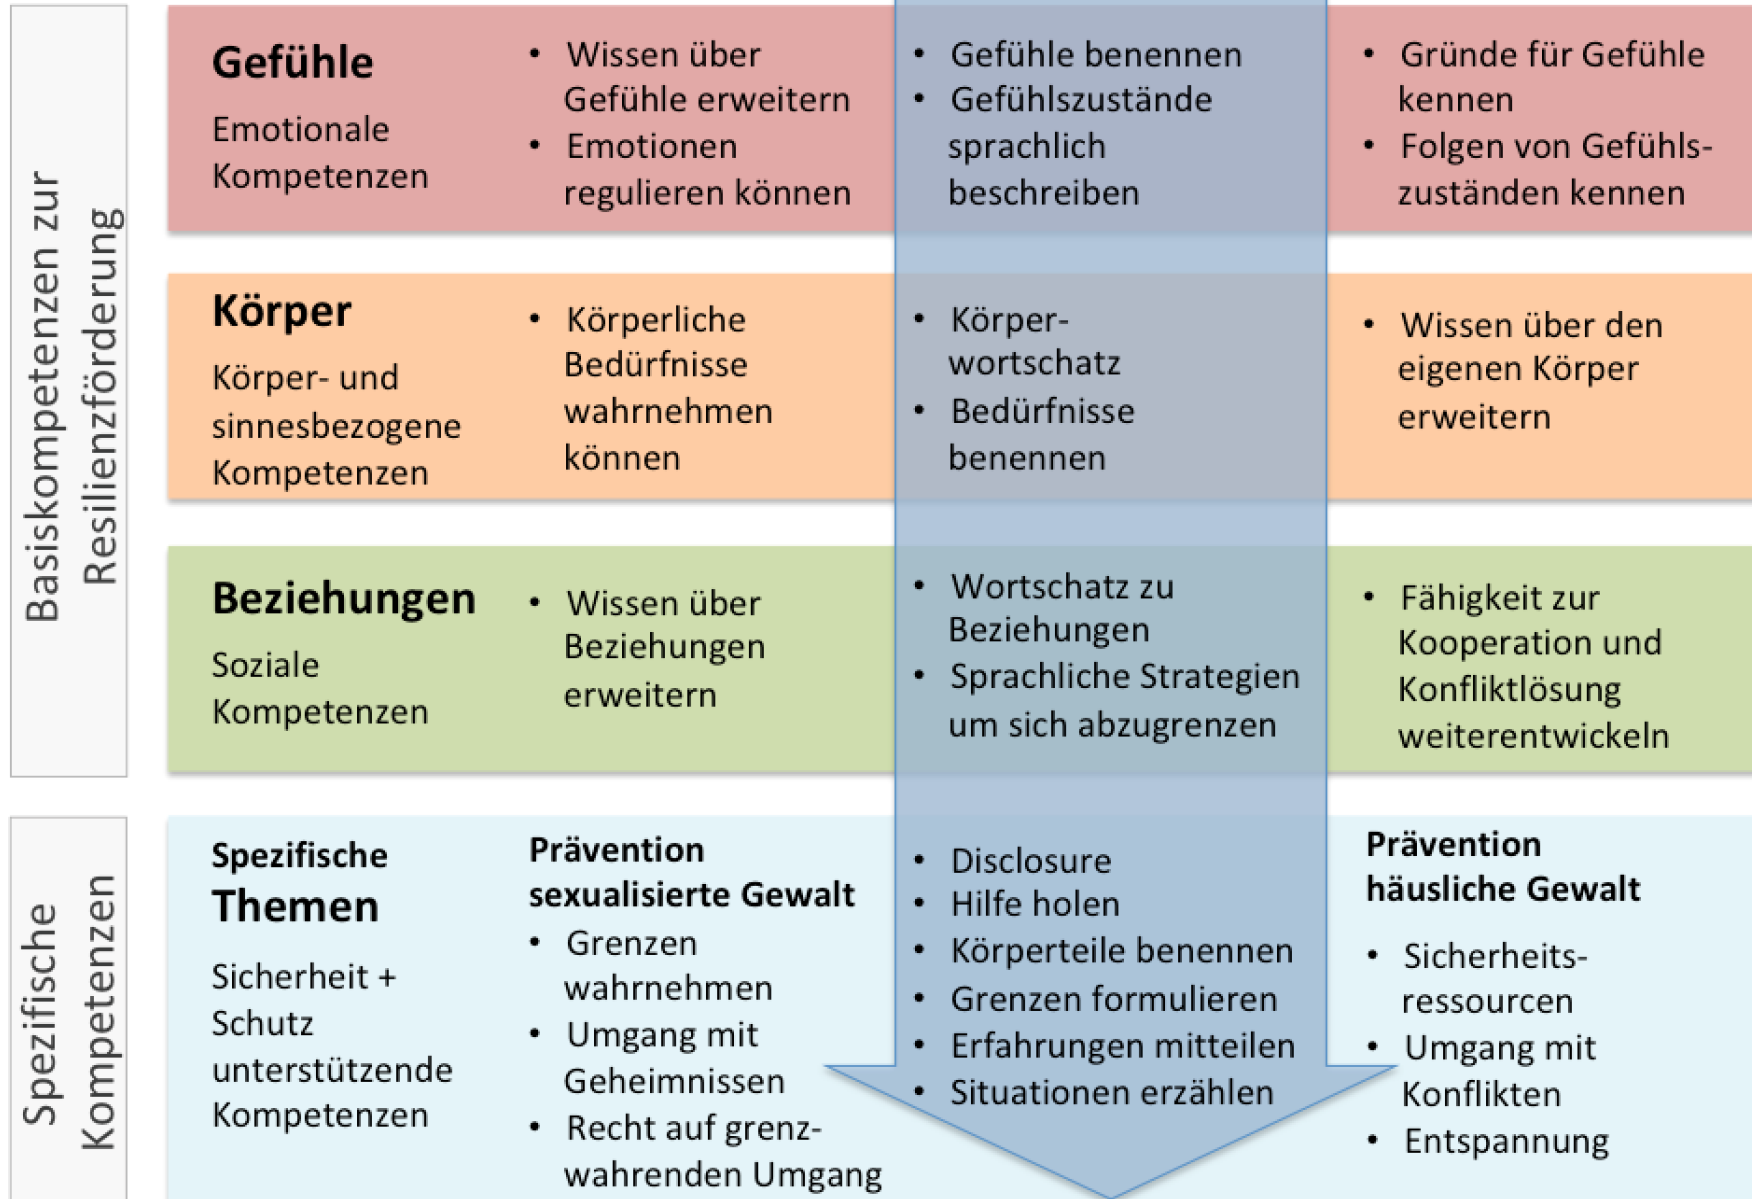 Basiskompetenzen zur
Resilienzförderung
Gefühle
Emotionale
Kompetenzen
• Wissen über
Gefühle erweitern
• Emotionen
regulieren können
• Gefühle benennen
• Gefühlszustände
sprachlich
beschreiben
• Gründe für Gefühle
kennen
• Folgen von Gefühls-
zuständen kennen
Körper
Körper- und
sinnesbezogene
Kompetenzen
• Körperliche
Bedürfnisse
wahrnehmen
können
• Körper-
wortschatz
• Bedürfnisse
benennen
• Wissen über den
eigenen Körper
erweitern
Beziehungen
Soziale
Kompetenzen
• Wissen über
Beziehungen
erweitern
• Wortschatz zu
Beziehungen
• Sprachliche Strategien
um sich abzugrenzen
• Fähigkeit zur
Kooperation und
Konfliktlösung
weiterentwickeln
Spezifische
Kompetenzen
Spezifische
Themen
Sicherheit +
Schutz
unterstützende
Kompetenzen
Prävention
sexualisierte Gewalt
• Grenzen
wahrnehmen
• Umgang mit
Geheimnissen
• Recht auf grenz-
wahrenden Umgang
• Disclosure
• Hilfe holen
• Körperteile benennen
• Grenzen formulieren
• Erfahrungen mitteilen
• Situationen erzählen
Prävention
häusliche Gewalt
• Sicherheits-
ressourcen
• Umgang mit
Konflikten
• Entspannung